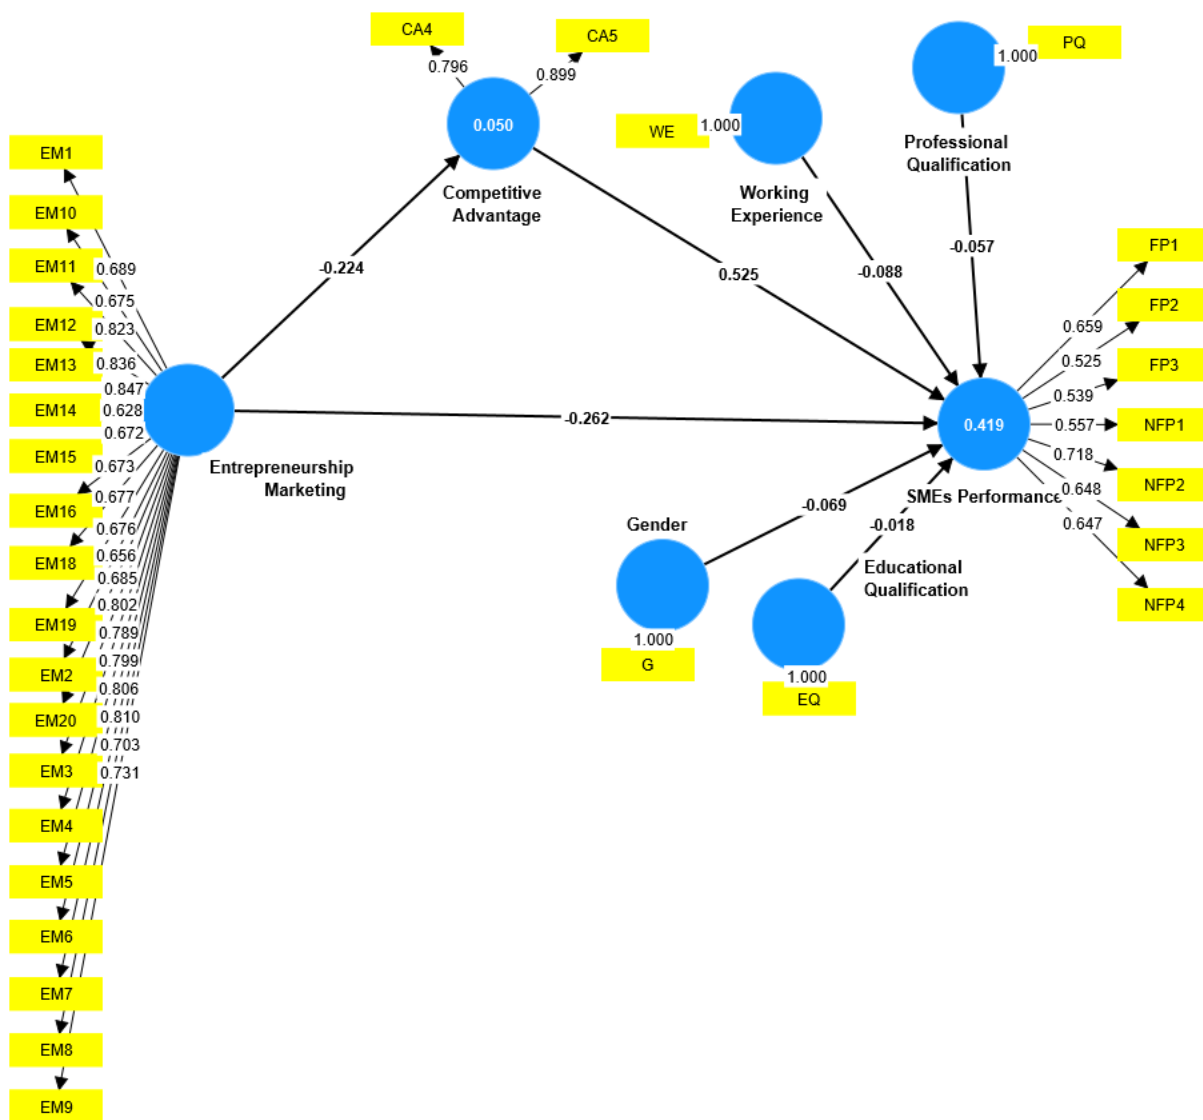 CA4
CA5
0.796
0.899
0.050
Competitive
Advantage
PQ
1.000
Professional
Qualification
WE
1.000
Working
Experience
EM1
EM10
EM11
EM12
EM13
EM14
EM15
EM16
EM18
EM19
EM2
EM20
EM3
EM4
EM5
EM6
EM7
EM8
EM9
0.689
0.675
0.823
0.836
0.847
0.628
0.672
0.673
0.677
0.676
0.656
0.685
0.802
0.789
0.799
0.806
0.810
0.703
0.731
Entrepreneurship
Marketing
-0.224
0.525
-0.088
-0.057
-0.262
-0.069
-0.018
0.419
SMEs Performance
Gender
1.000
G
Educational
Qualification
1.000
EQ
0.659
0.525
0.539
0.557
0.718
0.648
0.647
FP1
FP2
FP3
NFP1
NFP2
NFP3
NFP4